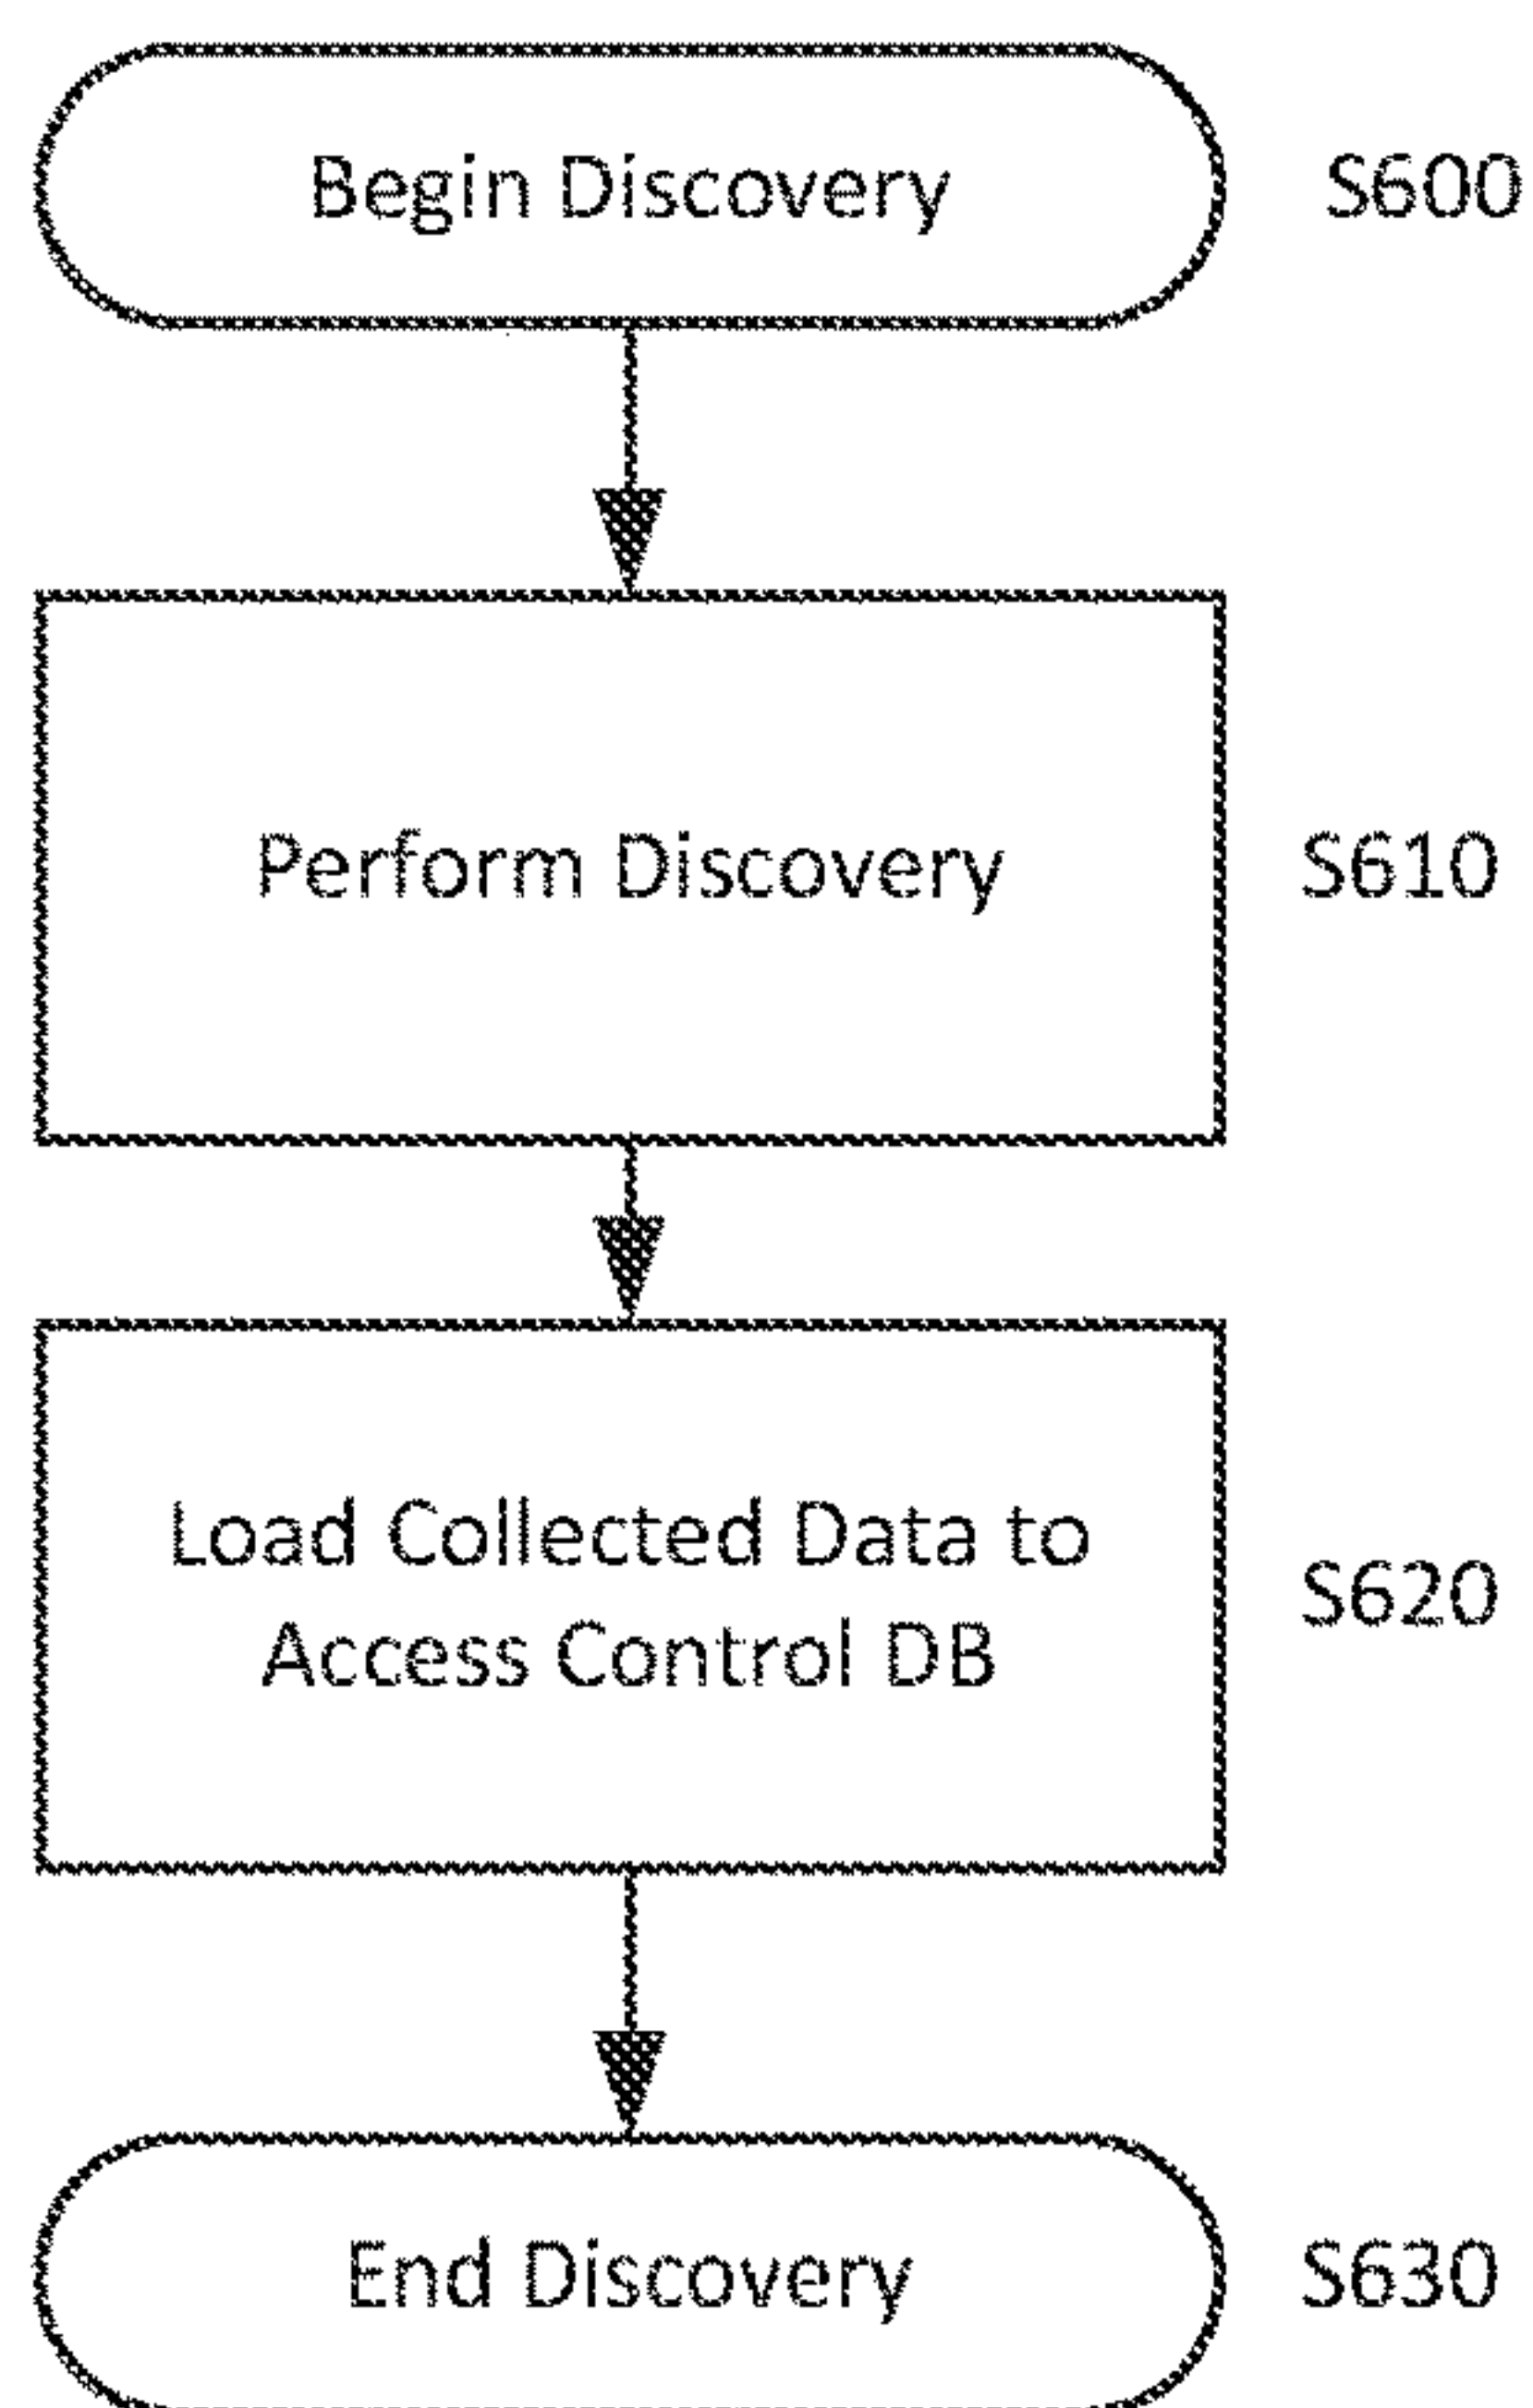 Begin Discovery
S600
Perform Discovery
S610
Load Collected Data to
Access Control DB
S620
End Discovery
S630